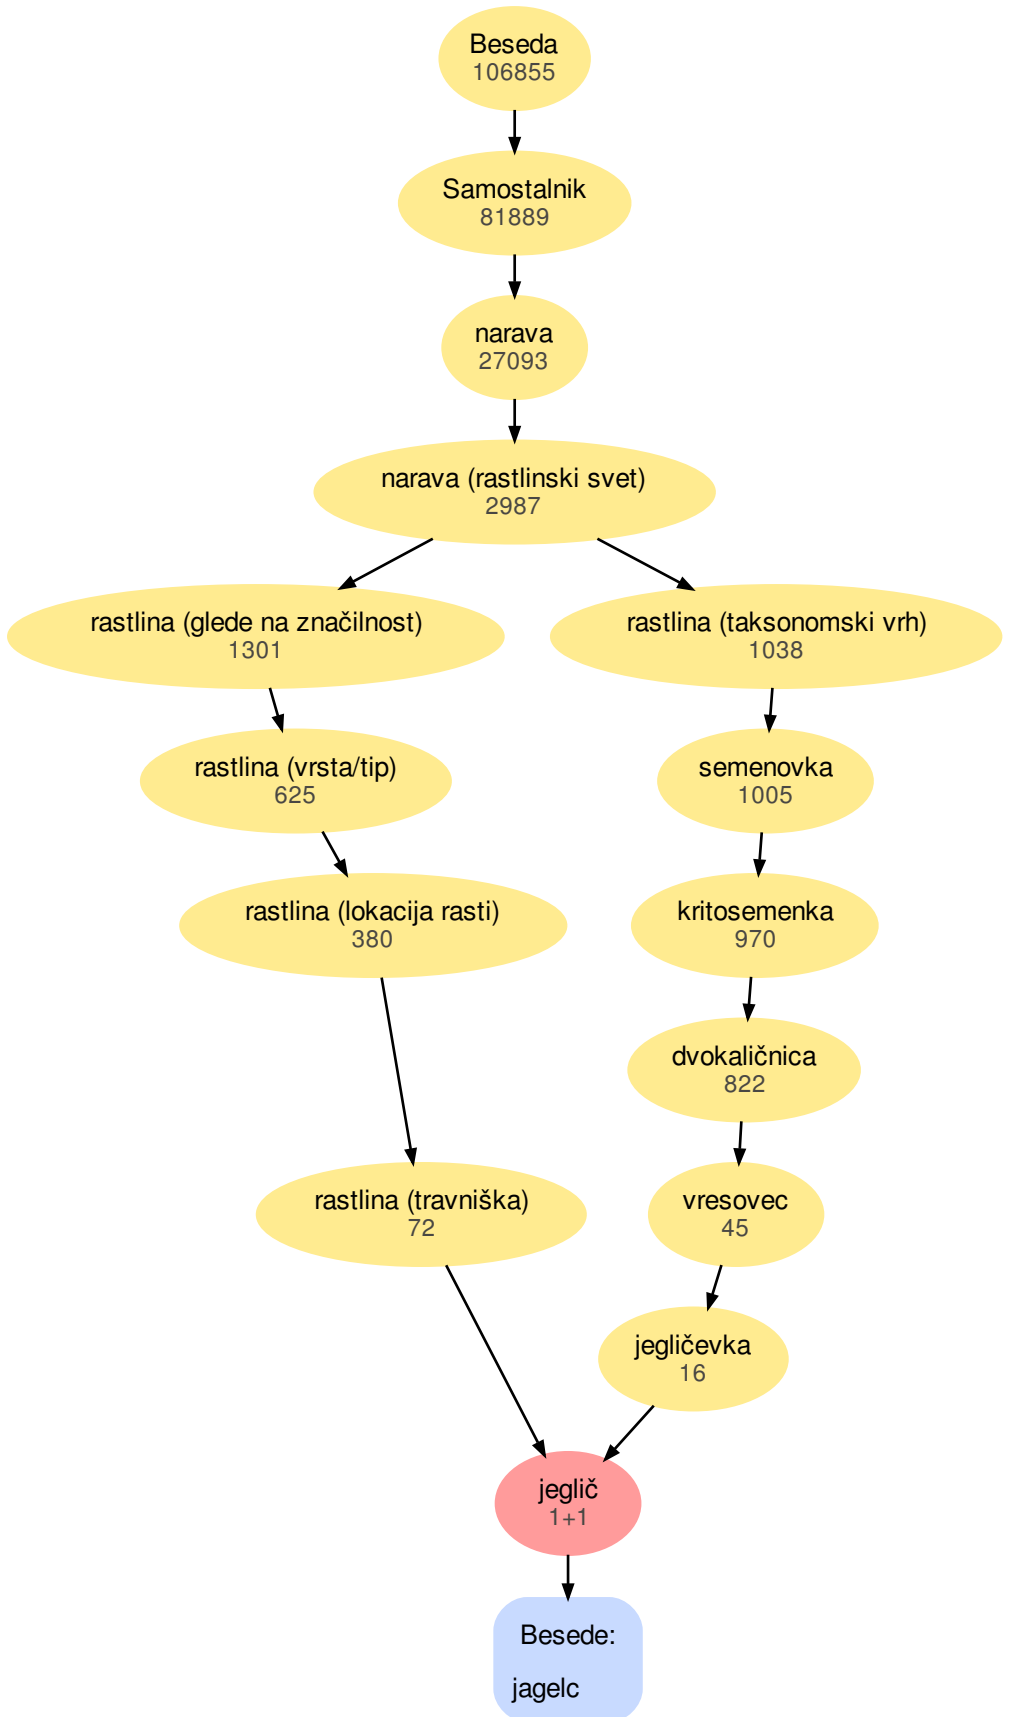 Beseda
106855
Samostalnik
81889
narava
27093
narava (rastlinski svet)
2987
rastlina (glede na značilnost)
1301
rastlina (taksonomski vrh)
1038
rastlina (vrsta/tip)
625
semenovka
1005
rastlina (lokacija rasti)
380
kritosemenka
970
dvokaličnica
822
rastlina (travniška)
72
vresovec
45
jegličevka
16
jeglič
1+1
Besede:
jagelc